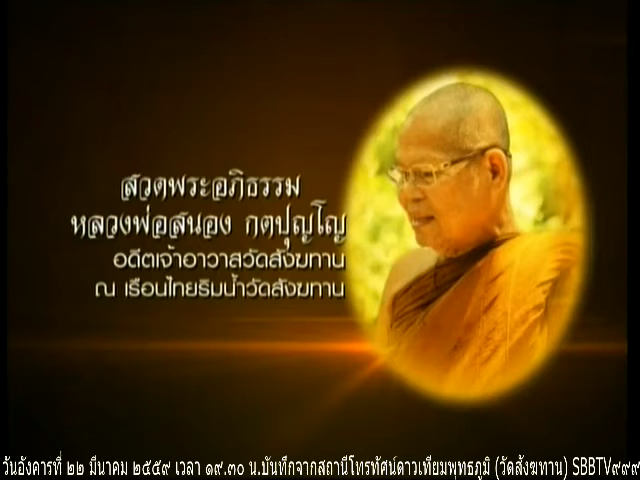 สวดพระอภิธรรม
หลวงพ่อสนอง กตปุญโญ
อดีตเจ้าอาวาสวัดสังฆทาน
ณ เรือนไทยริมน้ำวัดสังฆทาน
วันอังคารที่ ๒๒ มีนาคม ๒๕๕๙ เวลา ๑๙.๓๐ น.บันทึกจากสถานีโทรทัศน์ดาวเทียมพุทธภูมิ (วัดสังฆทาน) SBBTV๙๙๙